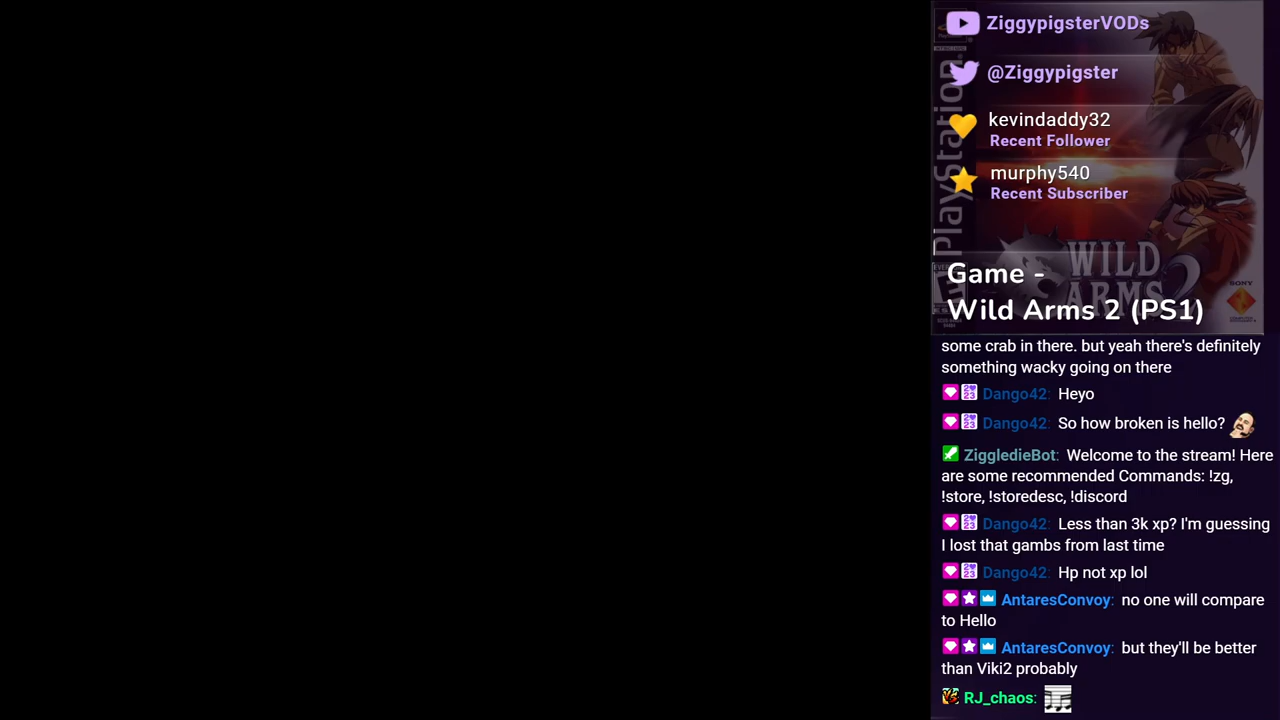 ZiggypigsterVODs
@Ziggypigster
kevindaddy32
Recent Follower
murphy540
Recent Subscriber
PlayStation
WILD
ARMS 2
SONY
Game -
Wild Arms 2 (PS1)
some crab in there. but yeah there's definitely
something wacky going on there
Dango42: Heyo
Dango42: So how broken is hello?
ZiggledieBot: Welcome to the stream! Here
are some recommended Commands: !zg,
!store, !storedesc, !discord
Dango42: Less than 3k xp? I'm guessing
I lost that gambs from last time
Dango42: Hp not xp lol
AntaresConvoy: no one will compare
to Hello
AntaresConvoy: but they'll be better
than Viki2 probably
RJ_chaos: